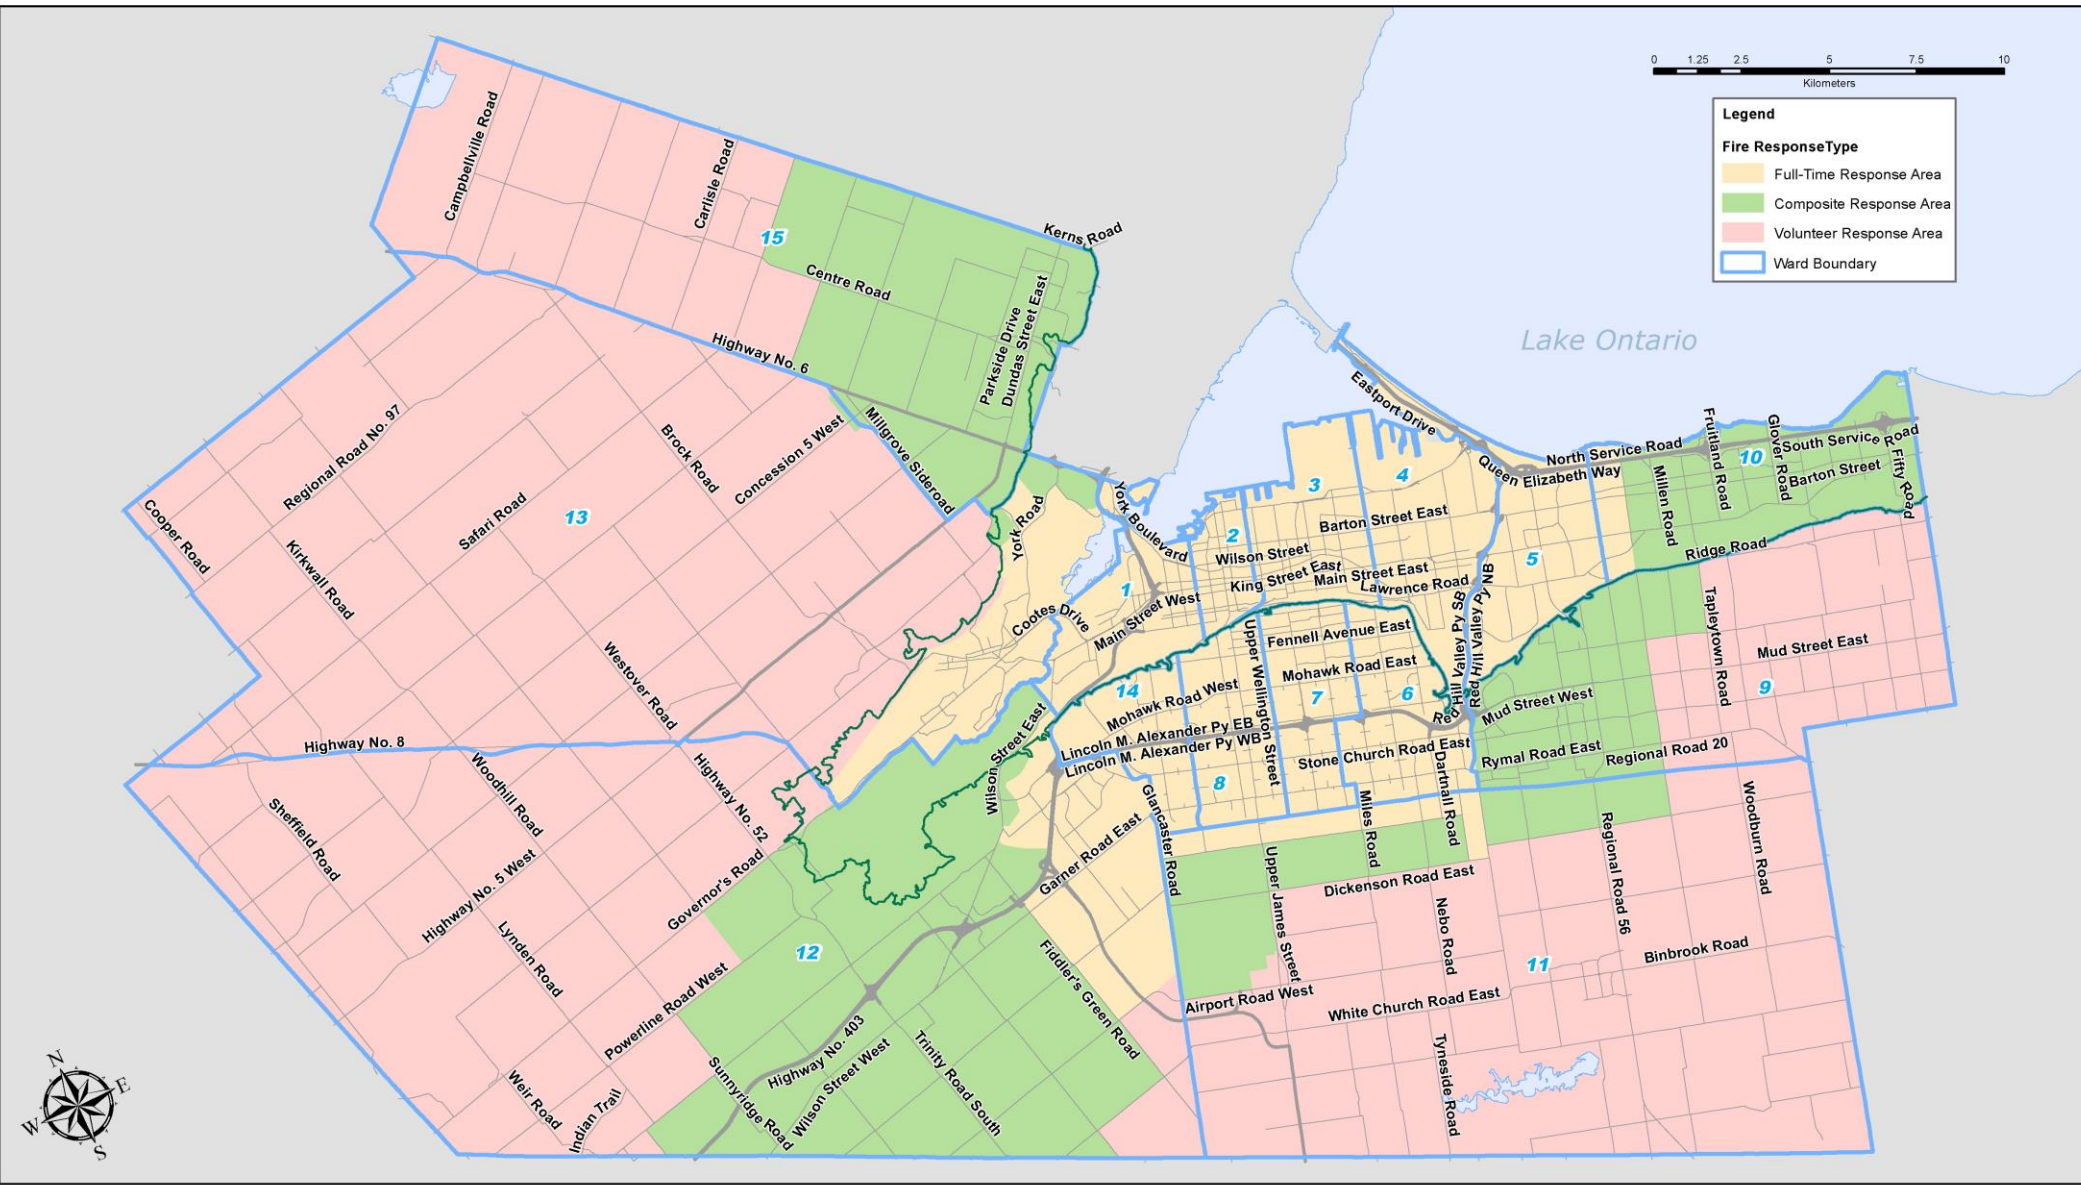 0 1.25 2.5 5 7.5 10
Kilometers
Legend
Fire ResponseType
Full-Time Response Area
Composite Response Area
Volunteer Response Area
Ward Boundary
Lake Ontario
Campbellville Road
Carlisle Road
15
Kerns Road
Centre Road
Parkside Drive
Dundas Street East
Highway No. 6
Millgrove Sideroad
Concession 5 West
Brock Road
Regional Road No. 97
Safari Road
13
Cooper Road
Kirkwall Road
Westover Road
Highway No. 8
York Road
York Boulevard
Cootes Drive
Main Street West
1
2
3
4
5
Eastport Drive
Queen Elizabeth Way
North Service Road
South Service Road
10
Fruitland Road
Glover Road
Millen Road
Barton Street
Fifty Road
Ridge Road
Barton Street East
Wilson Street
King Street East
Main Street East
Lawrence Road
Fennell Avenue East
Mohawk Road East
Mohawk Road West
Upper Wellington Street
Red Hill Valley Py SB
Red Hill Valley Py NB
Red
14
7
6
8
9
Lincoln M. Alexander Py EB
Lincoln M. Alexander Py WB
Stone Church Road East
Mud Street West
Mud Street East
Tapleytown Road
Rymal Road East
Regional Road 20
Wilson Street East
Glancaster Road
Garner Road East
Miles Road
Dartnall Road
Regional Road 56
Woodburn Road
Upper James Street
Dickenson Road East
Nebo Road
Binbrook Road
11
Airport Road West
White Church Road East
Tyneside Road
Fiddler's Green Road
12
Woodhill Road
Highway No. 52
Governor's Road
Sheffield Road
Highway No. 5 West
Lynden Road
Powerline Road West
Highway No. 403
Wilson Street West
Trinity Road South
Sunnyridge Road
Weir Road
Indian Trail
N
E
W
S